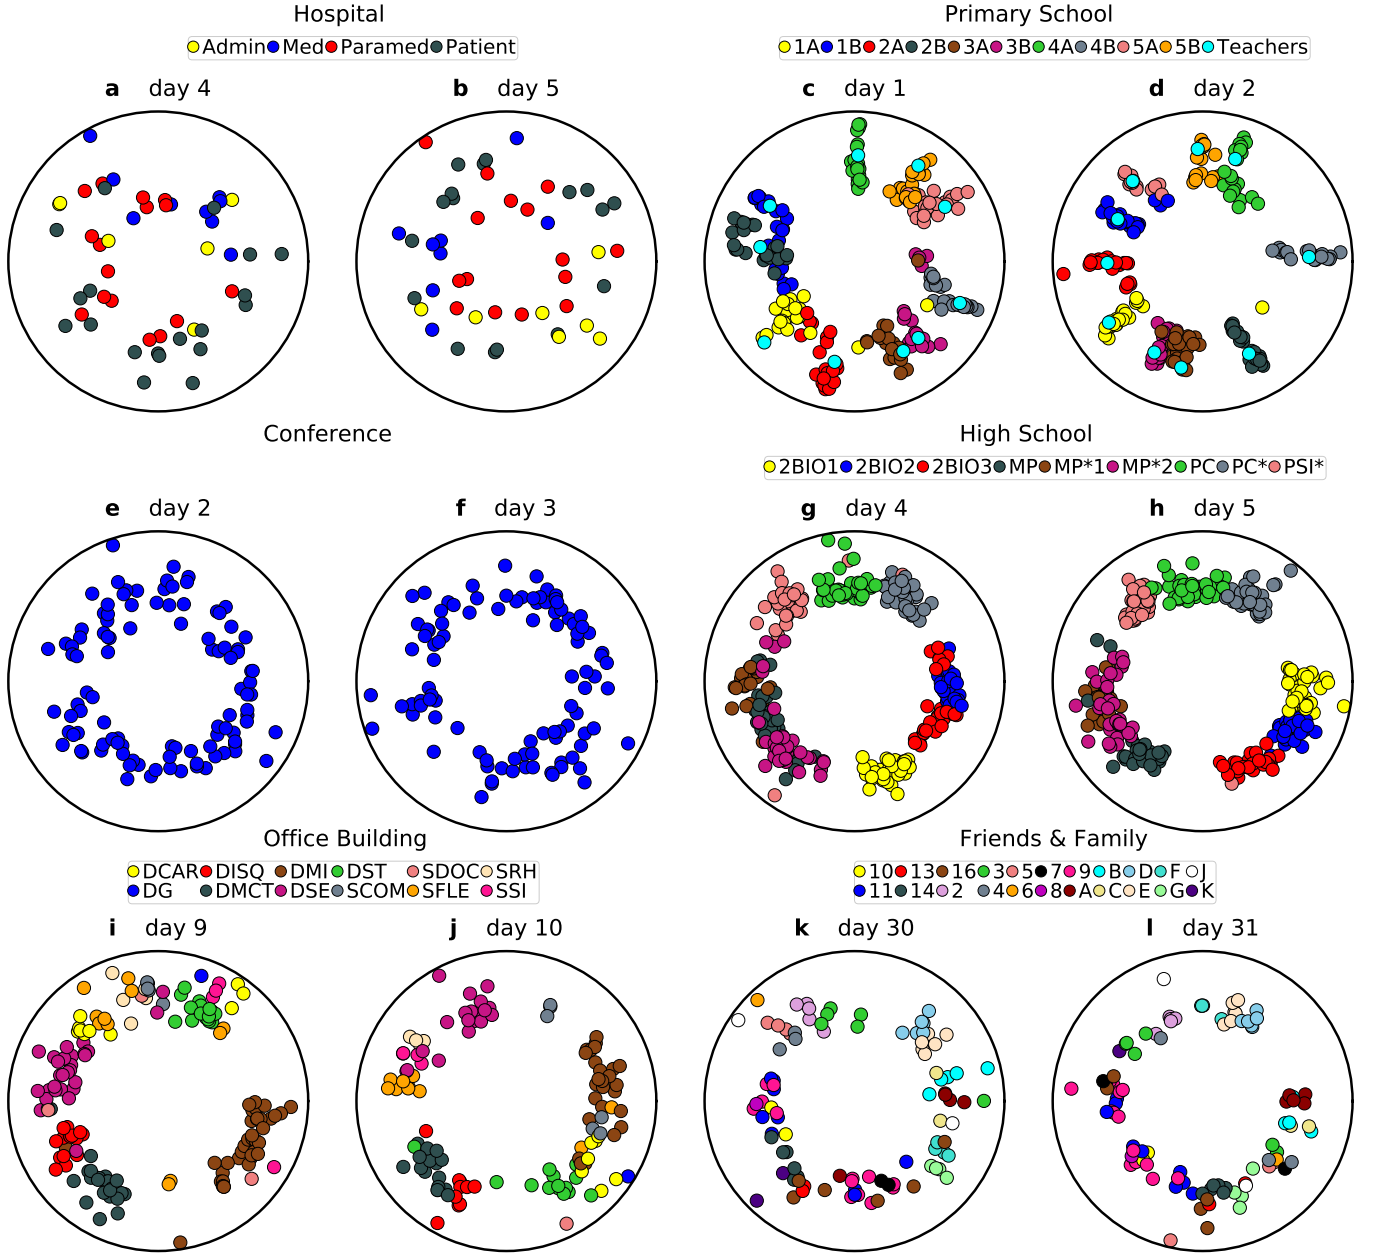 Hospital
Admin Med Paramed Patient
a day 4
b day 5
Primary School
1A 1B 2A 2B 3A 3B 4A 4B 5A 5B Teachers
c day 1
d day 2
Conference
e day 2
f day 3
High School
2BIO1 2BIO2 2BIO3 MP MP*1 MP*2 PC PC* PSI*
g day 4
h day 5
Office Building
DCAR DISQ DMI DST SDOC SRH
DG DMCT DSE SCOM SFLE SSI
i day 9
j day 10
Friends & Family
10 13 16 3 5 7 9 B D F J
11 14 2 4 6 8 A C E G K
k day 30
l day 31